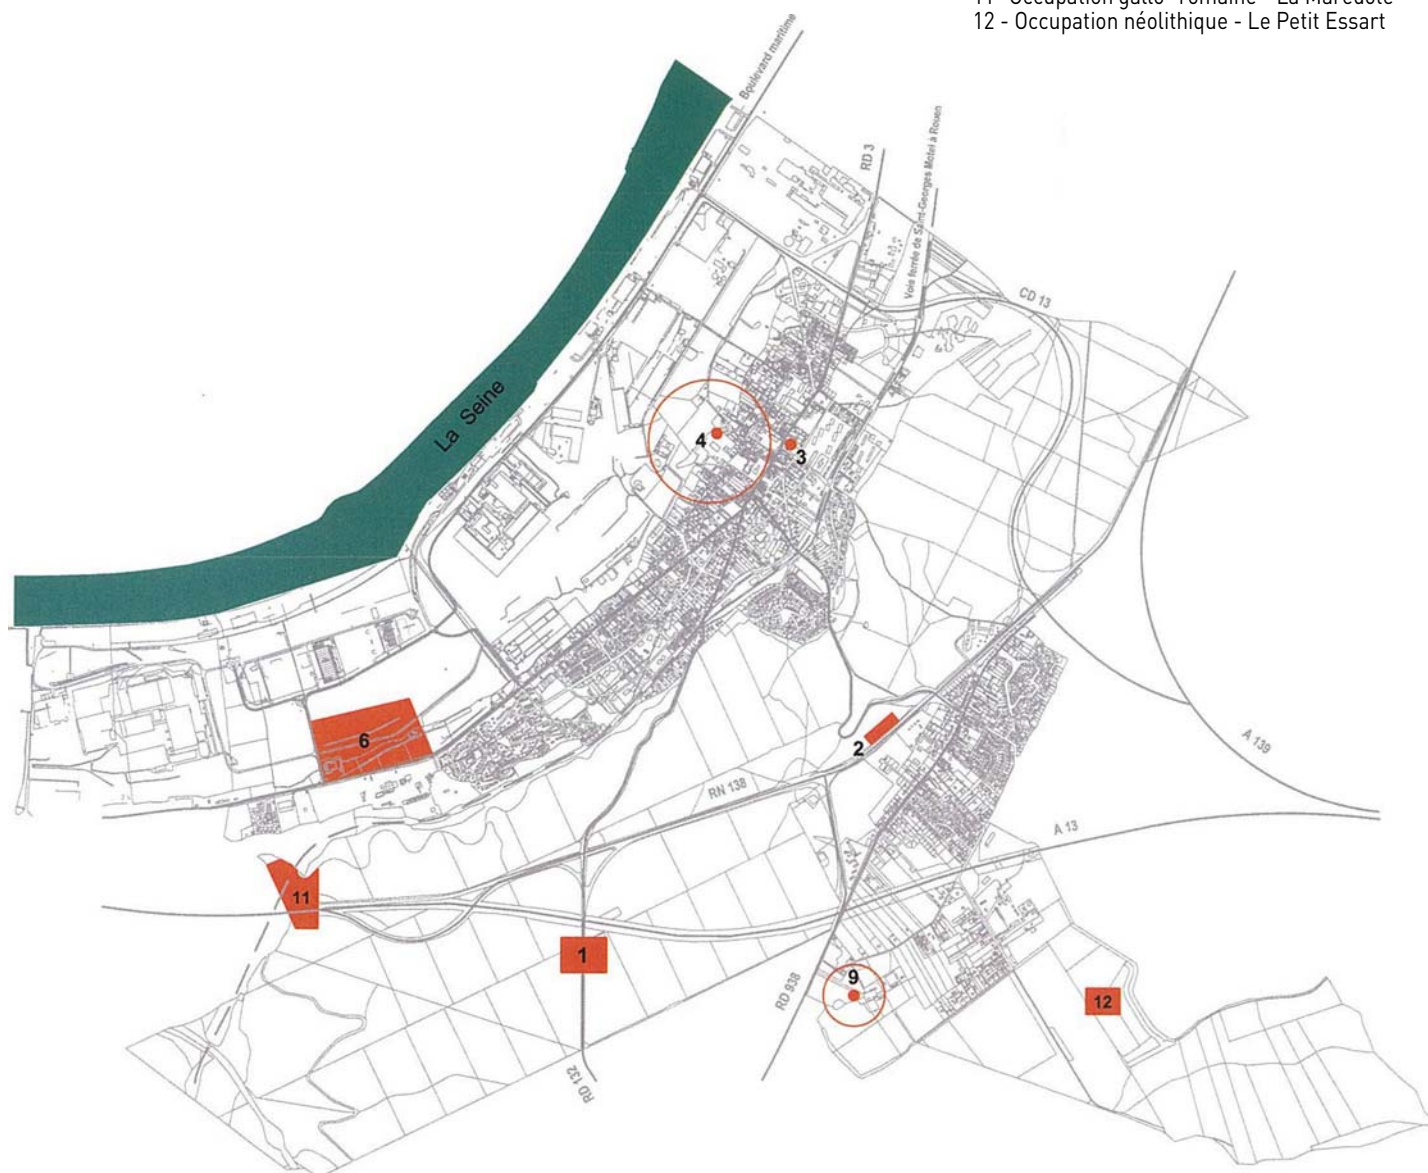 12 - Occupation néolithique - Le Petit Essart
Boulevard maritime
RD 3
Voie ferrée de Saint-Georges Motel à Rouen
CD 13
La Seine
4
3
6
2
A 139
RN 138
A 13
11
1
9
12
RD 938
RD 132